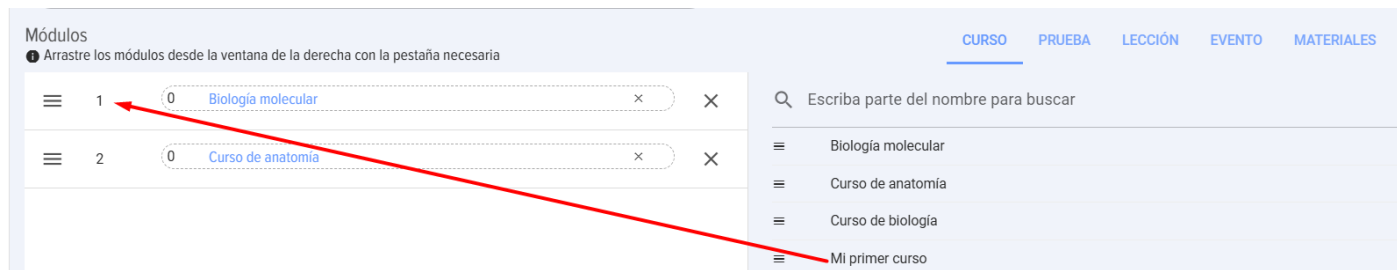 Módulos
Arrastre los módulos desde la ventana de la derecha con la pestaña necesaria
1 0 Biología molecular
2 0 Curso de anatomía
CURSO PRUEBA LECCIÓN EVENTO MATERIALES
Escriba parte del nombre para buscar
Biología molecular
Curso de anatomía
Curso de biología
Mi primer curso